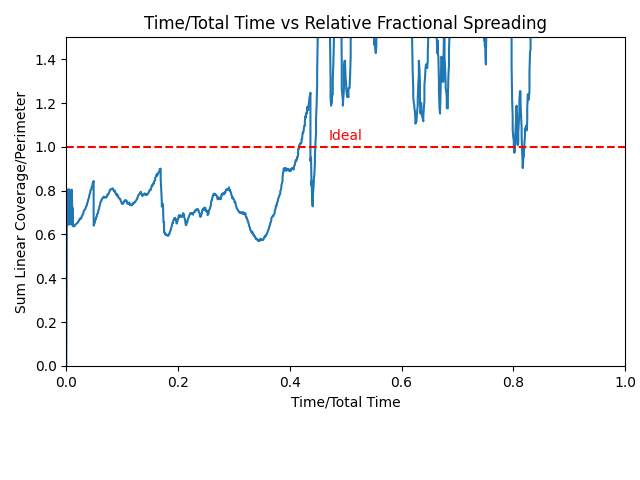 Time/Total Time vs Relative Fractional Spreading
Sum Linear Coverage/Perimeter
1.4
1.2
1.0
0.8
0.6
0.4
0.2
0.0
Ideal
0.0 0.2 0.4 0.6 0.8 1.0
Time/Total Time